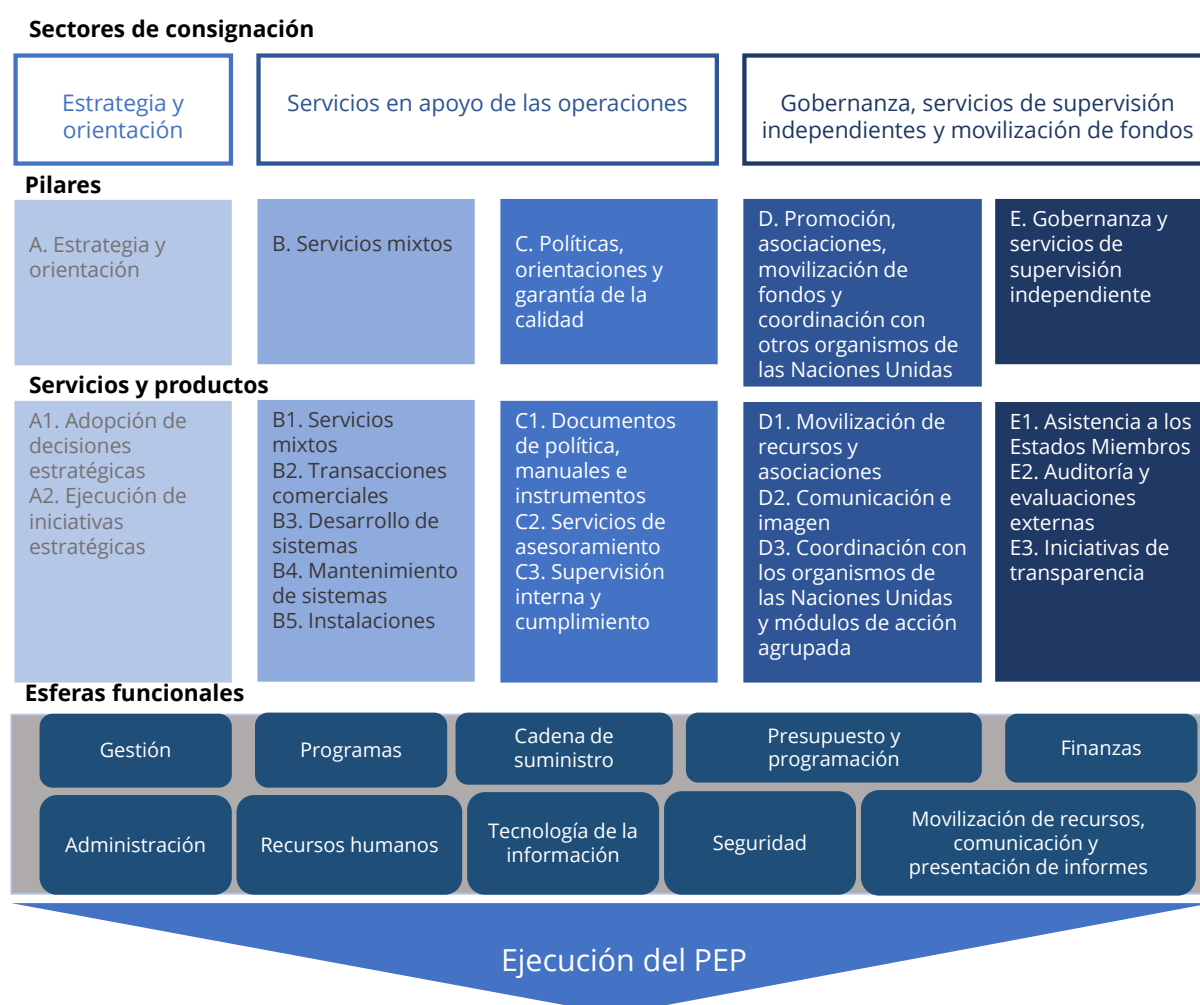 Sectores de consignación
Estrategia y
orientación
Servicios en apoyo de las operaciones
Gobernanza, servicios de supervisión
independientes y movilización de fondos
Pilares
A. Estrategia y
orientación
B. Servicios mixtos
C. Políticas,
orientaciones y
garantía de la
calidad
D. Promoción,
asociaciones,
movilización de
fondos y
coordinación con
otros organismos de
las Naciones Unidas
E. Gobernanza y
servicios de
supervisión
independiente
Servicios y productos
A1. Adopción de
decisiones
estratégicas
A2. Ejecución de
iniciativas
estratégicas
B1. Servicios
mixtos
B2. Transacciones
comerciales
B3. Desarrollo de
sistemas
B4. Mantenimiento
de sistemas
B5. Instalaciones
C1. Documentos
de política,
manuales e
instrumentos
C2. Servicios de
asesoramiento
C3. Supervisión
interna y
cumplimiento
D1. Movilización de
recursos y
asociaciones
D2. Comunicación e
imagen
D3. Coordinación con
los organismos de
las Naciones Unidas
y módulos de acción
agrupada
E1. Asistencia a los
Estados Miembros
E2. Auditoría y
evaluaciones
externas
E3. Iniciativas de
transparencia
Esferas funcionales
Gestión
Programas
Cadena de
suministro
Presupuesto y
programación
Finanzas
Administración
Recursos humanos
Tecnología de la
información
Seguridad
Movilización de recursos,
comunicación y
presentación de informes
Ejecución del PEP